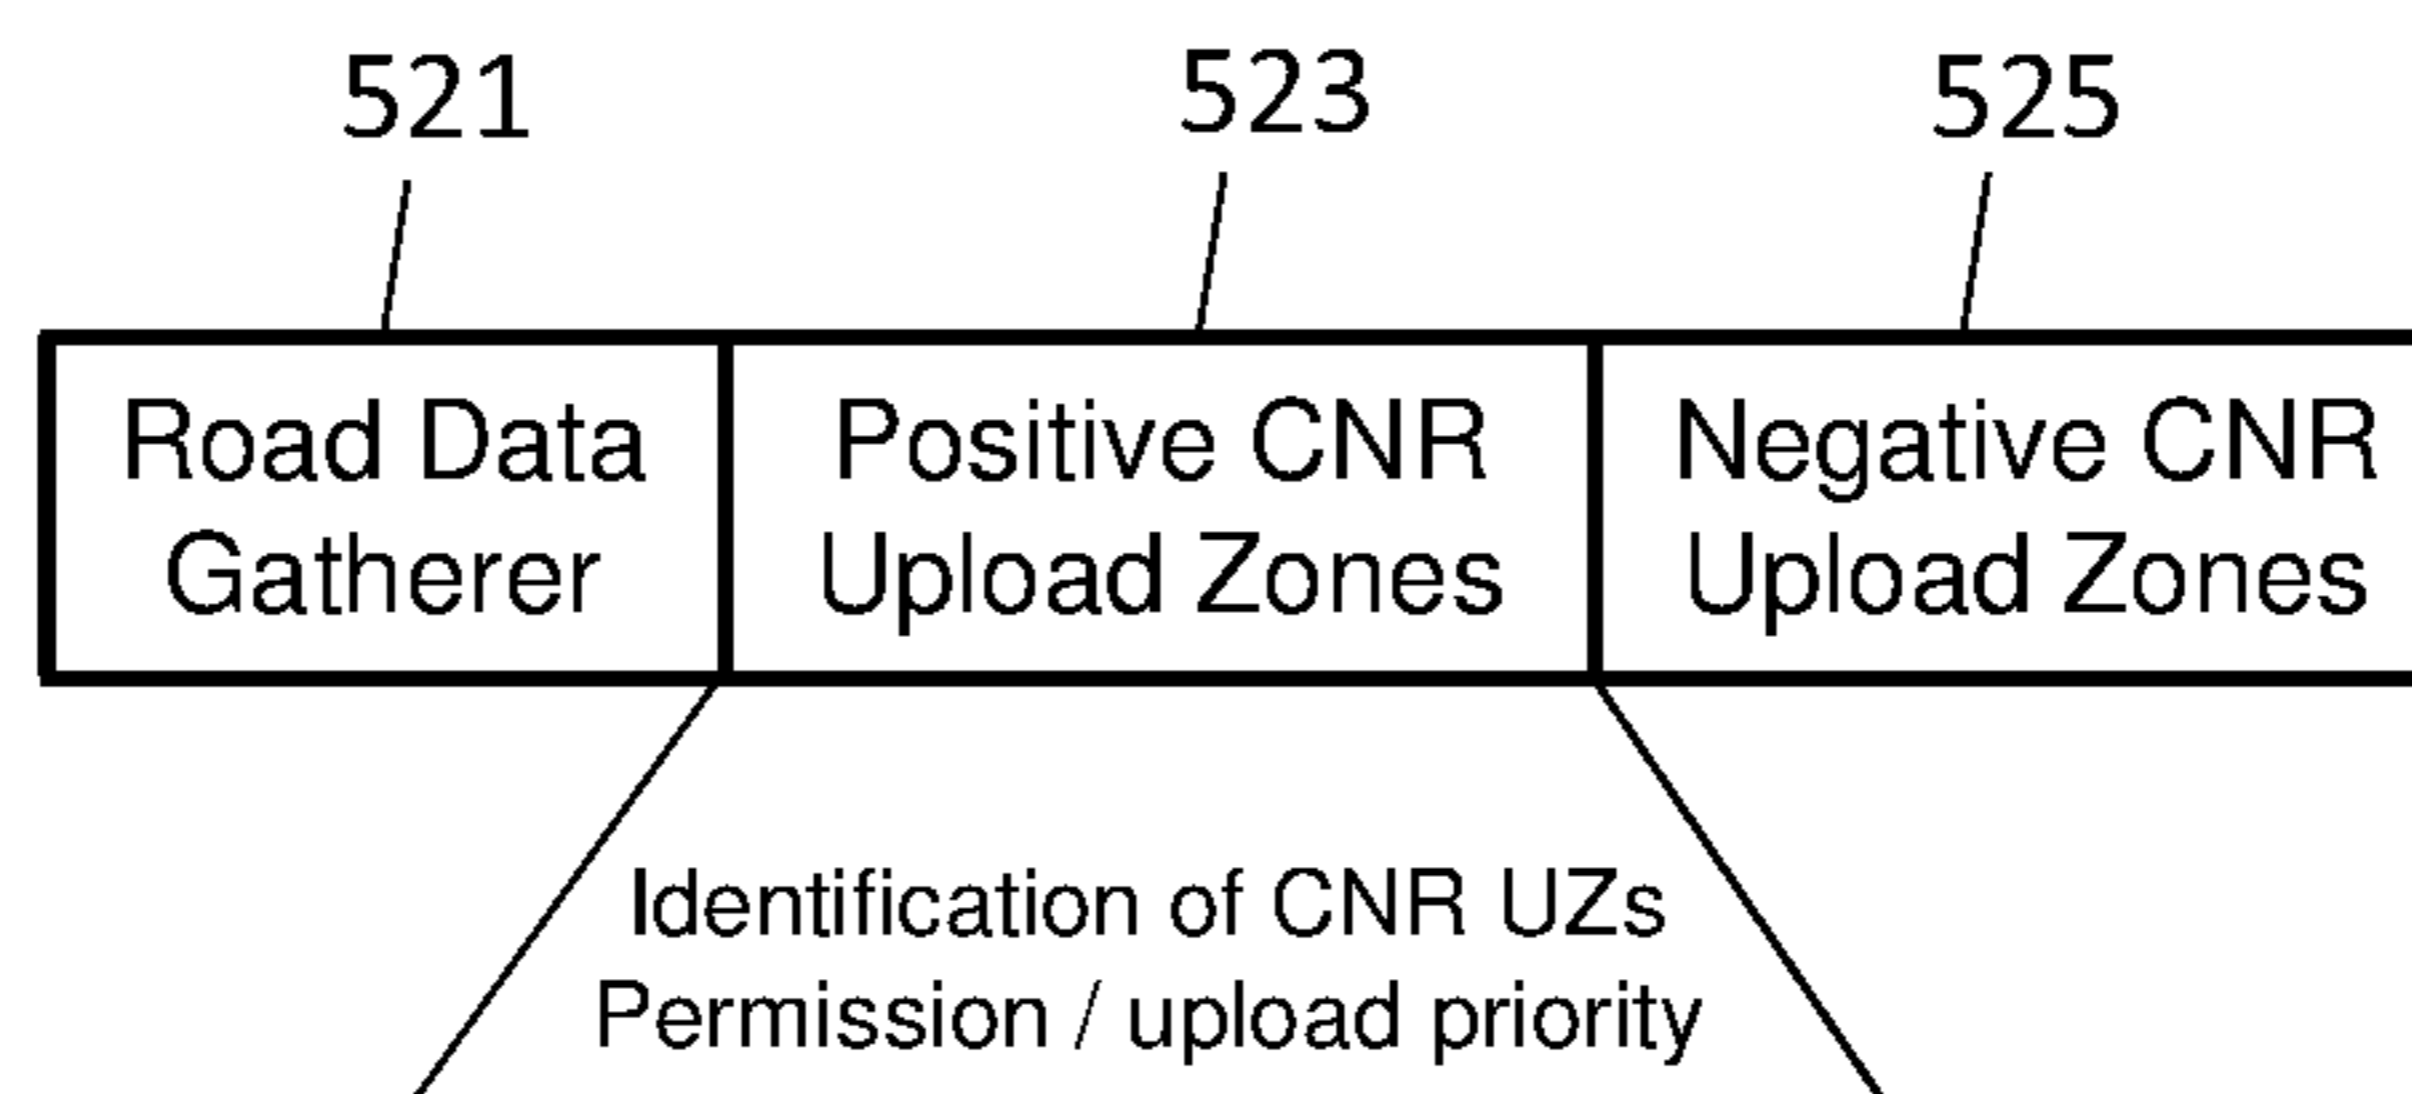 521
523
525
Road Data
Gatherer
Positive CNR
Upload Zones
Negative CNR
Upload Zones
Identification of CNR UZs
Permission / upload priority